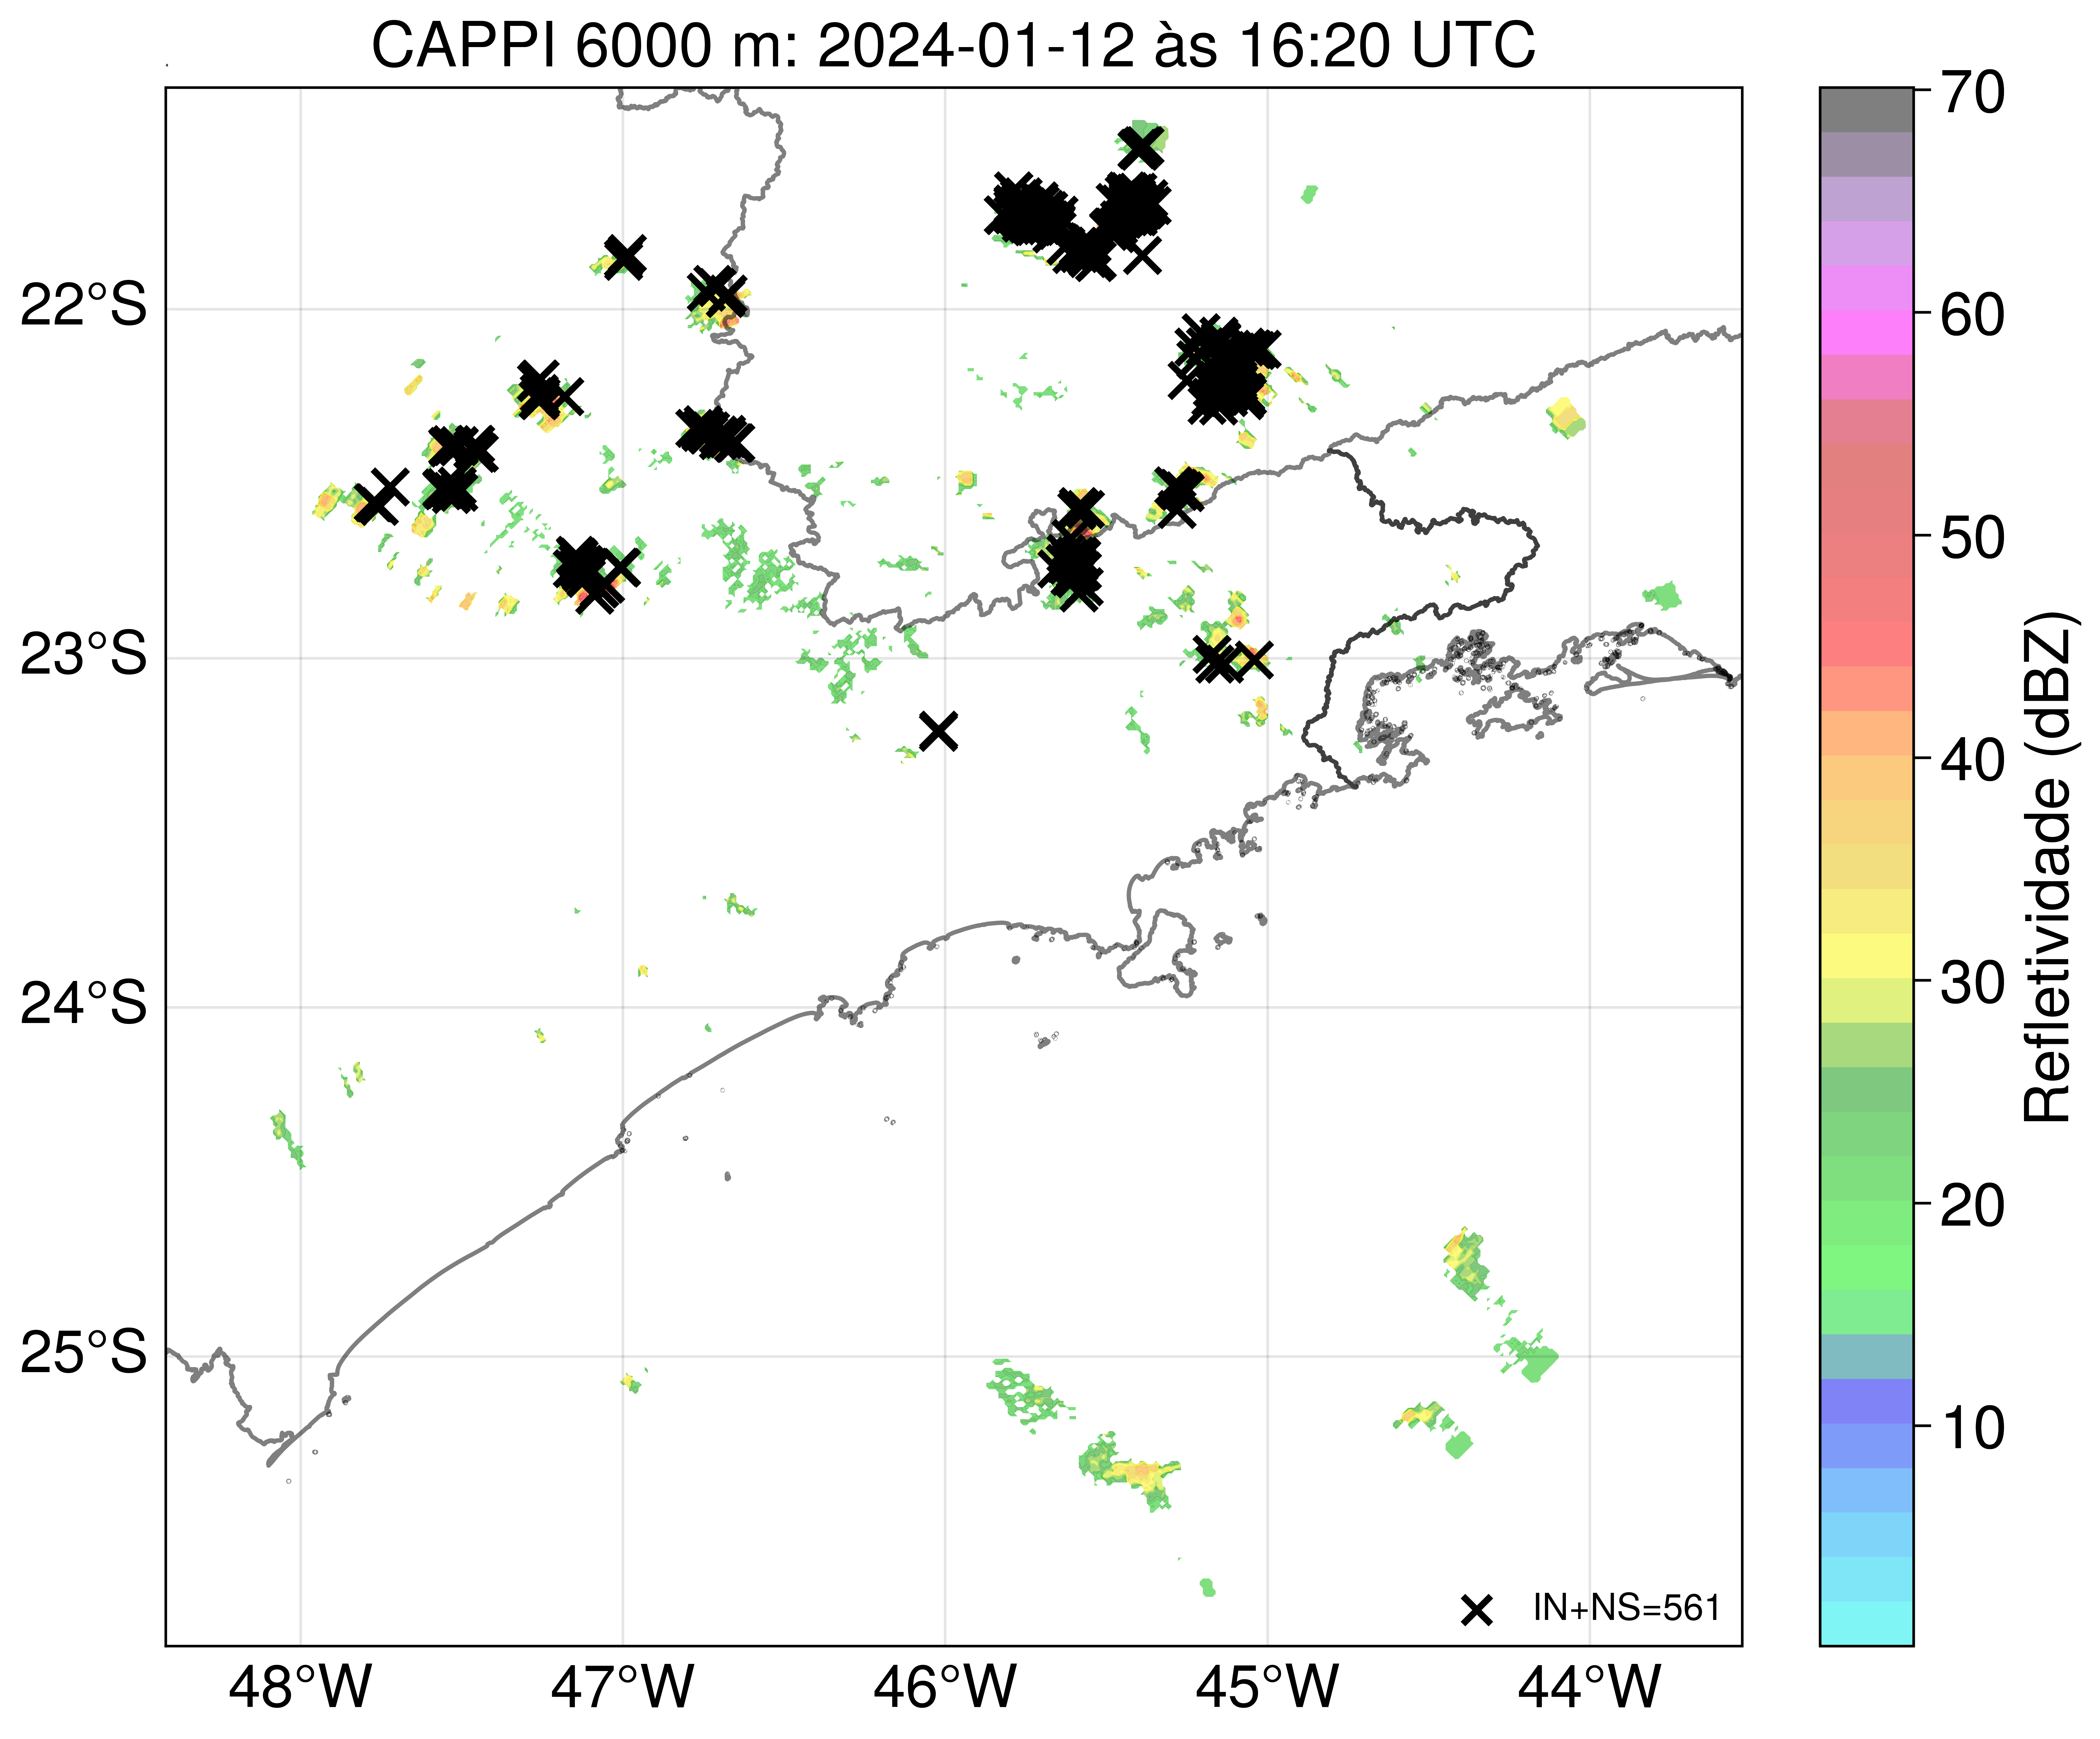 CAPPI 6000 m: 2024-01-12 às 16:20 UTC
22°S
23°S
24°S
25°S
48°W
47°W
46°W
45°W
44°W
IN+NS=561
70
60
50
40
30
20
10
Refletividade (dBZ)